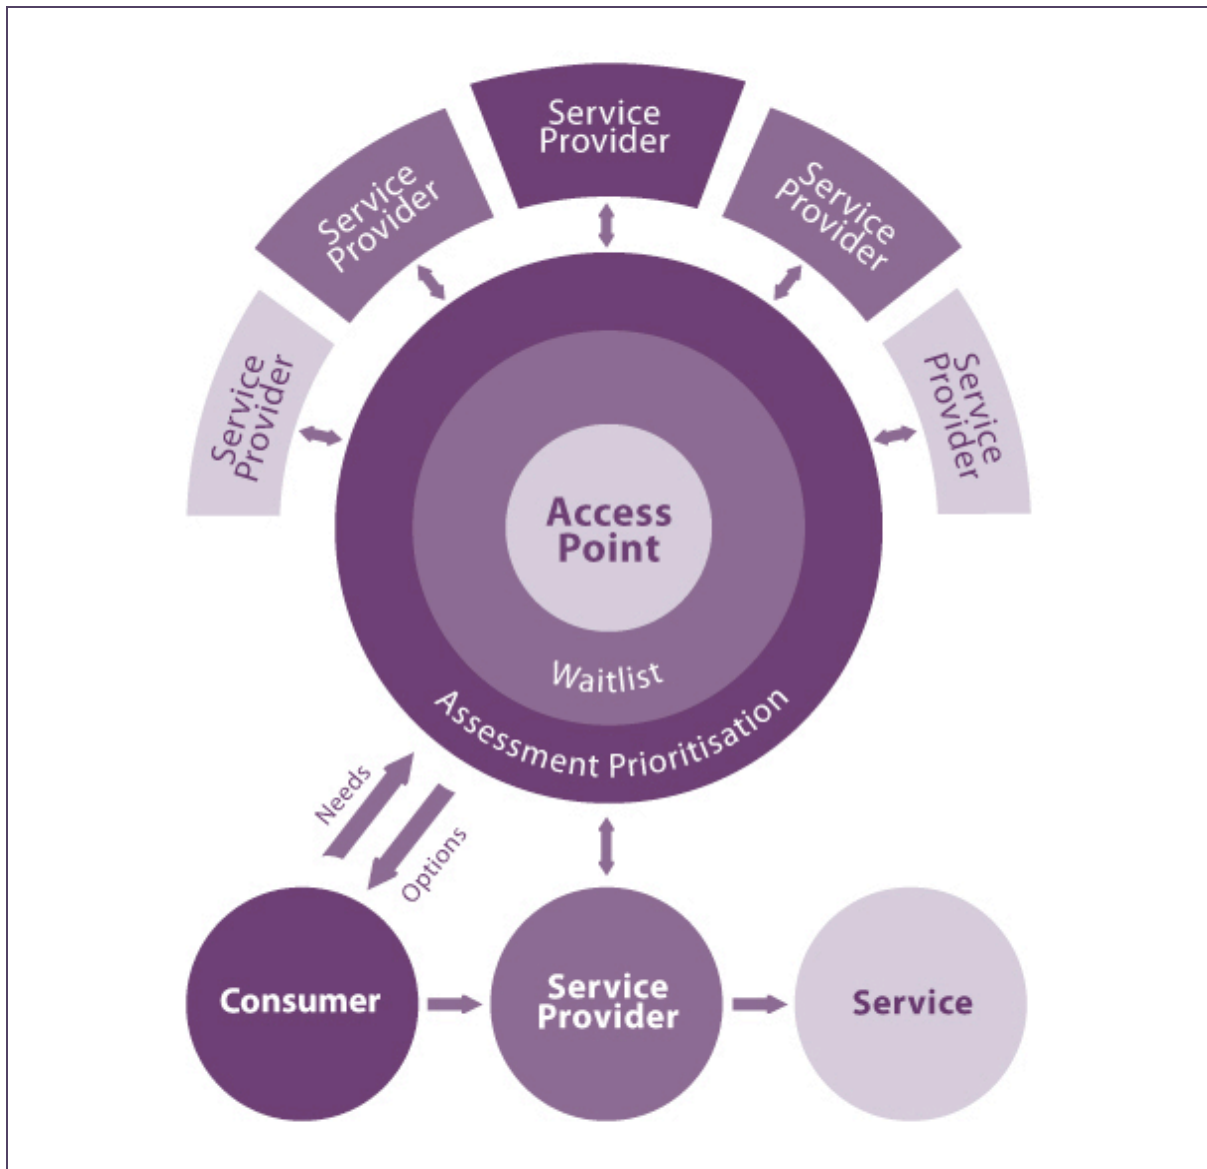 Service
Provider
Service
Provider
Service
Provider
Service
Provider
Service
Provider
Access
Point
Waitlist
Assessment Prioritisation
Needs
Options
Consumer
Service
Provider
Service